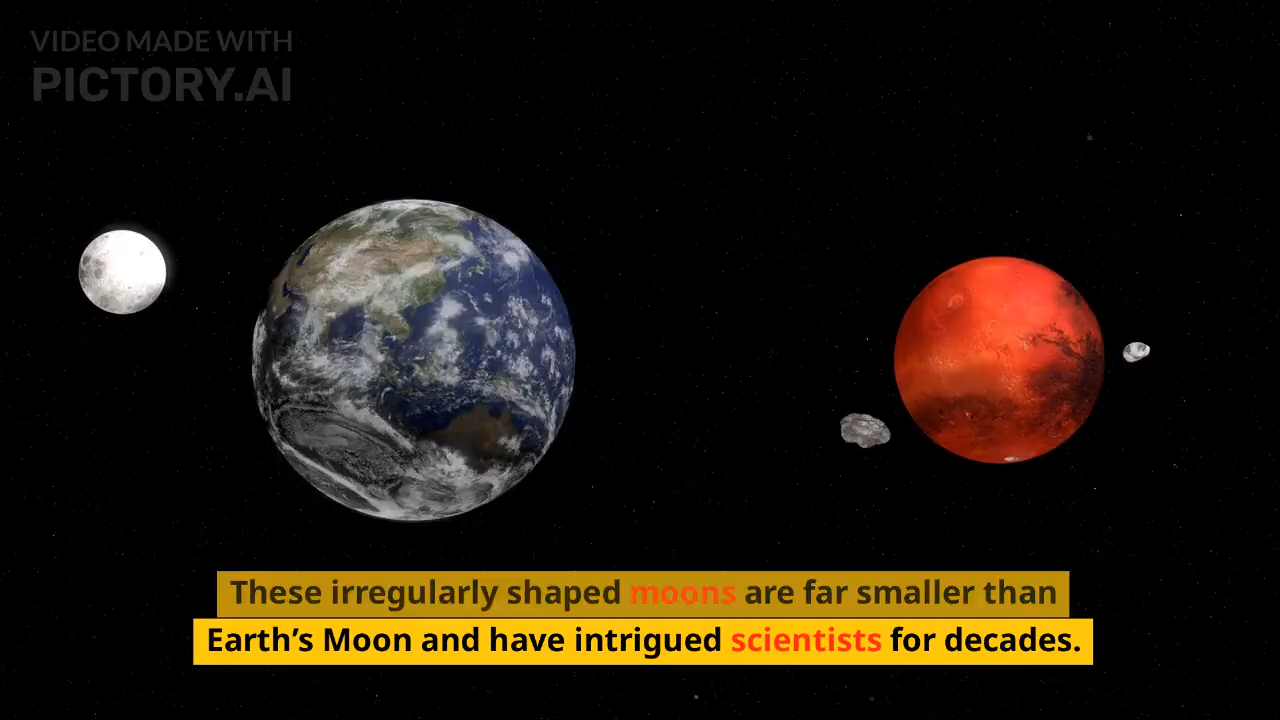 VIDEO MADE WITH
PICTORY.AI
These irregularly shaped moons are far smaller than
Earth’s Moon and have intrigued scientists for decades.